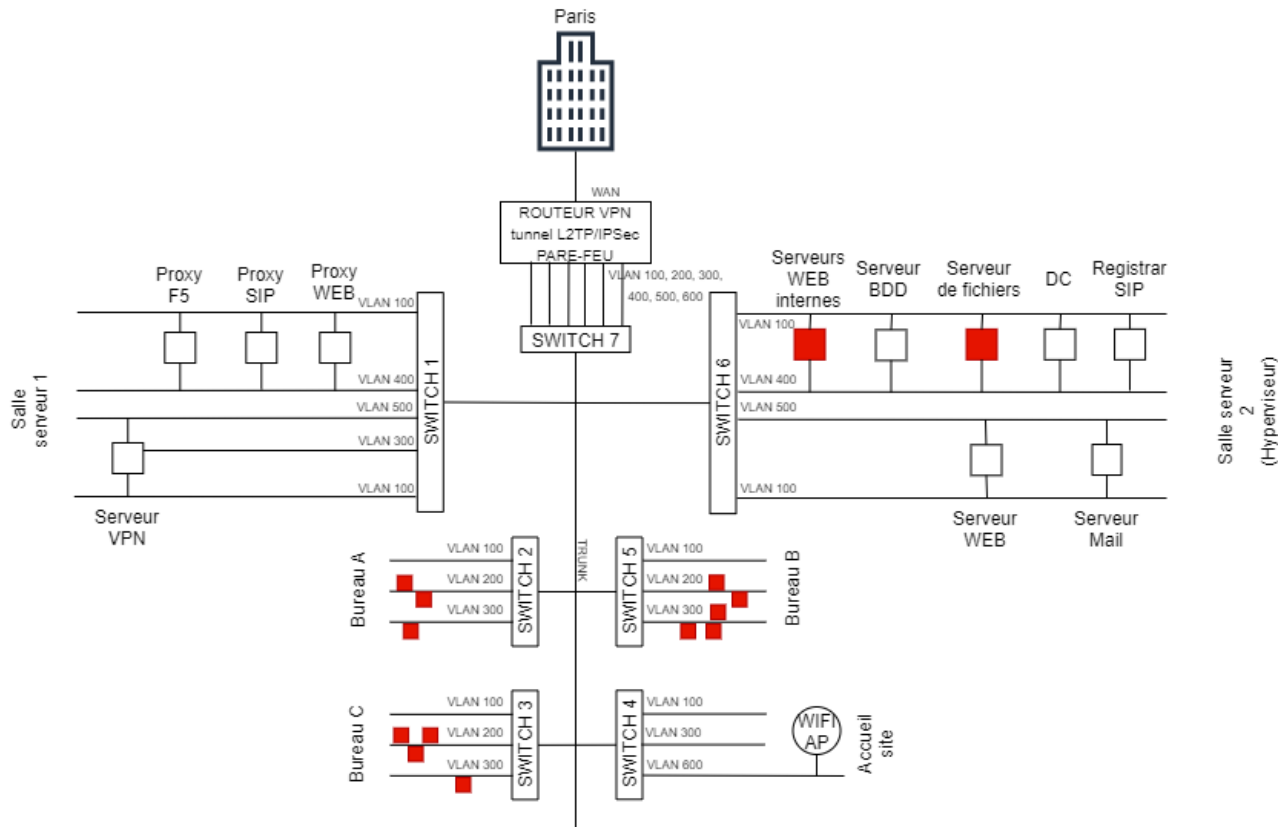 Paris
WAN
ROUTEUR VPN
tunnel L2TP/IPSec
PARE-FEU
VLAN 100, 200, 300,
400, 500, 600
SWITCH 7
Salle
serveur 1
Proxy
F5
Proxy
SIP
Proxy
WEB
VLAN 100
VLAN 400
VLAN 500
VLAN 300
VLAN 100
SWITCH 1
Serveur
VPN
SWITCH 6
Serveurs
WEB
internes
Serveur
BDD
Serveur
de fichiers
DC
Registrar
SIP
VLAN 100
VLAN 400
VLAN 500
VLAN 100
Serveur
WEB
Serveur
Mail
Salle serveur
2
(Hyperviseur)
TRUNK
Bureau A
VLAN 100
VLAN 200
VLAN 300
SWITCH 2
SWITCH 5
VLAN 100
VLAN 200
VLAN 300
Bureau B
Bureau C
VLAN 100
VLAN 200
VLAN 300
SWITCH 3
SWITCH 4
VLAN 100
VLAN 300
VLAN 600
WIFI
AP
Accueil
site